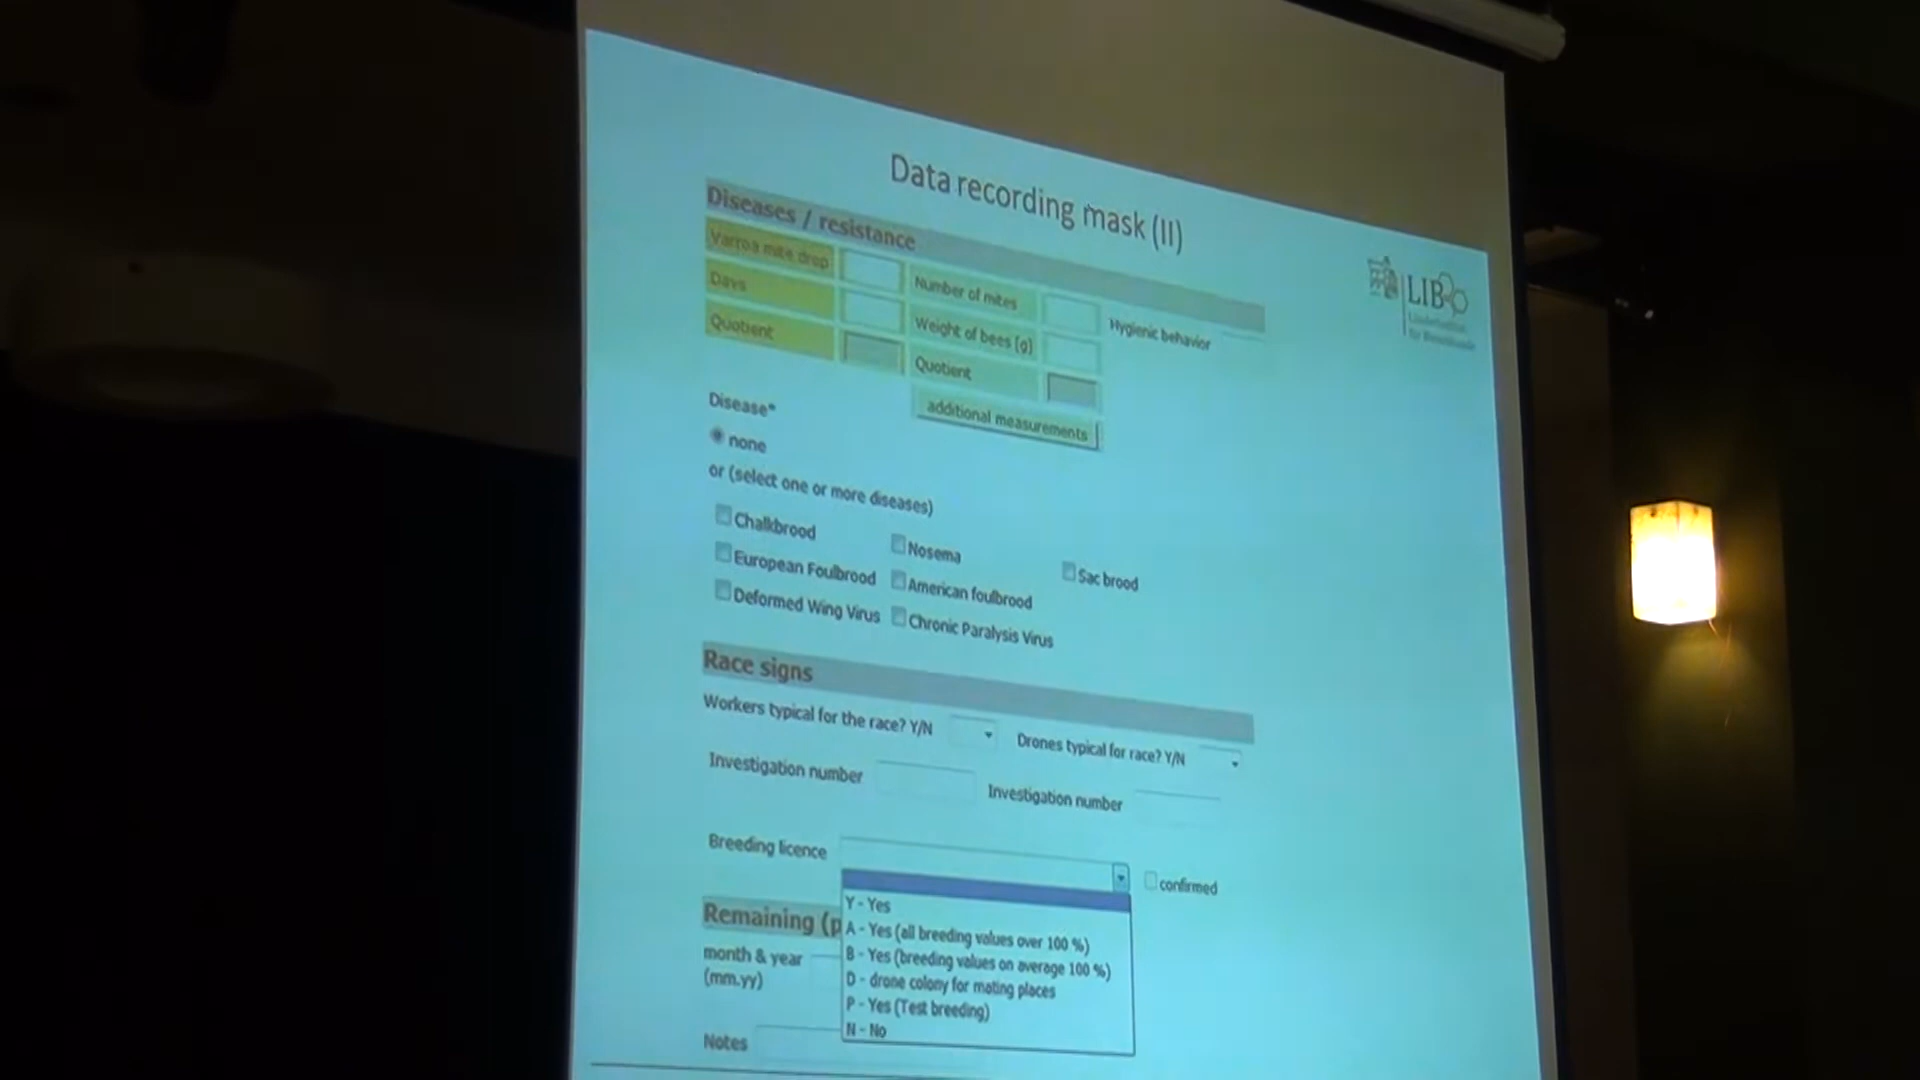 Data recording mask (II)
LIB
Diseases / resistance
Varroa mite drop
Number of mites
Hygienic behavior
Days
Weight of bees (g)
Quotient
Quotient
additional measurements
Disease*
none
or (select one or more diseases)
Chalkbrood
Nosema
Sac brood
European Foulbrood
American foulbrood
Deformed Wing Virus
Chronic Paralysis Virus
Race signs
Workers typical for the race? Y/N
Drones typical for race? Y/N
Investigation number
Investigation number
Breeding licence
confirmed
Y - Yes
A - Yes (all breeding values over 100 %)
B - Yes (breeding values on average 100 %)
D - drone colony for mating places
P - Yes (Test breeding)
N - No
Remaining (p
month & year
(mm.yy)
Notes